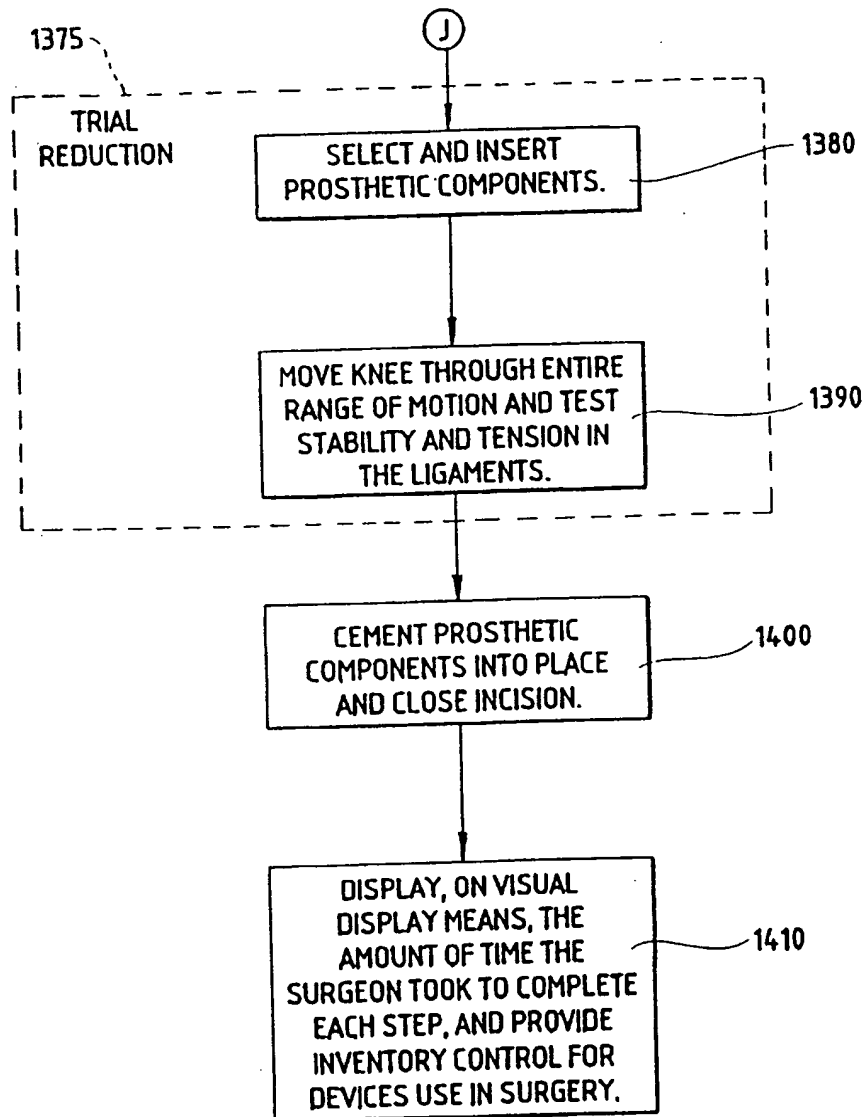 J
1375
TRIAL
REDUCTION
SELECT AND INSERT
PROSTHETIC COMPONENTS.
1380
MOVE KNEE THROUGH ENTIRE
RANGE OF MOTION AND TEST
STABILITY AND TENSION IN
THE LIGAMENTS.
1390
CEMENT PROSTHETIC
COMPONENTS INTO PLACE
AND CLOSE INCISION.
1400
DISPLAY, ON VISUAL
DISPLAY MEANS, THE
AMOUNT OF TIME THE
SURGEON TOOK TO COMPLETE
EACH STEP, AND PROVIDE
INVENTORY CONTROL FOR
DEVICES USE IN SURGERY.
1410